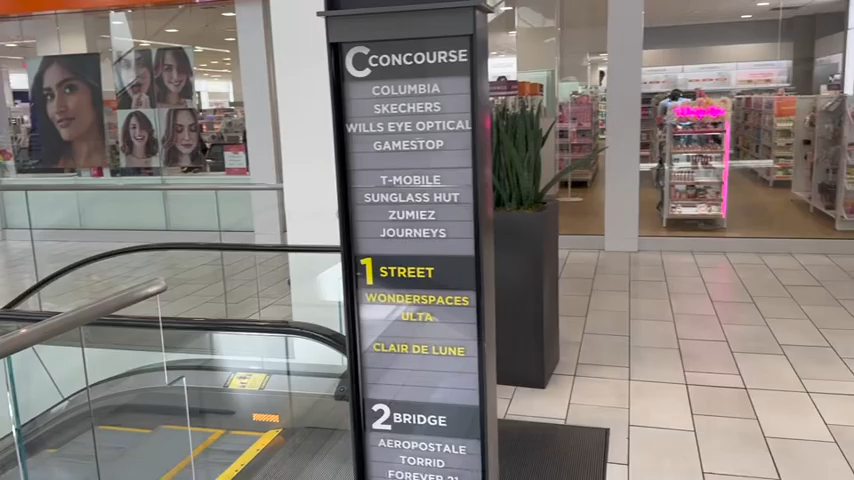 C CONCOURSE
COLUMBIA
SKECHERS
WILLS EYE OPTICAL
GAMESTOP
T-MOBILE
SUNGLASS HUT
ZUMIEZ
JOURNEYS
1 STREET
WONDERSPACES
ULTA
CLAIR DE LUNE
2 BRIDGE
AEROPOSTALE
TORRID
FOREVER 21